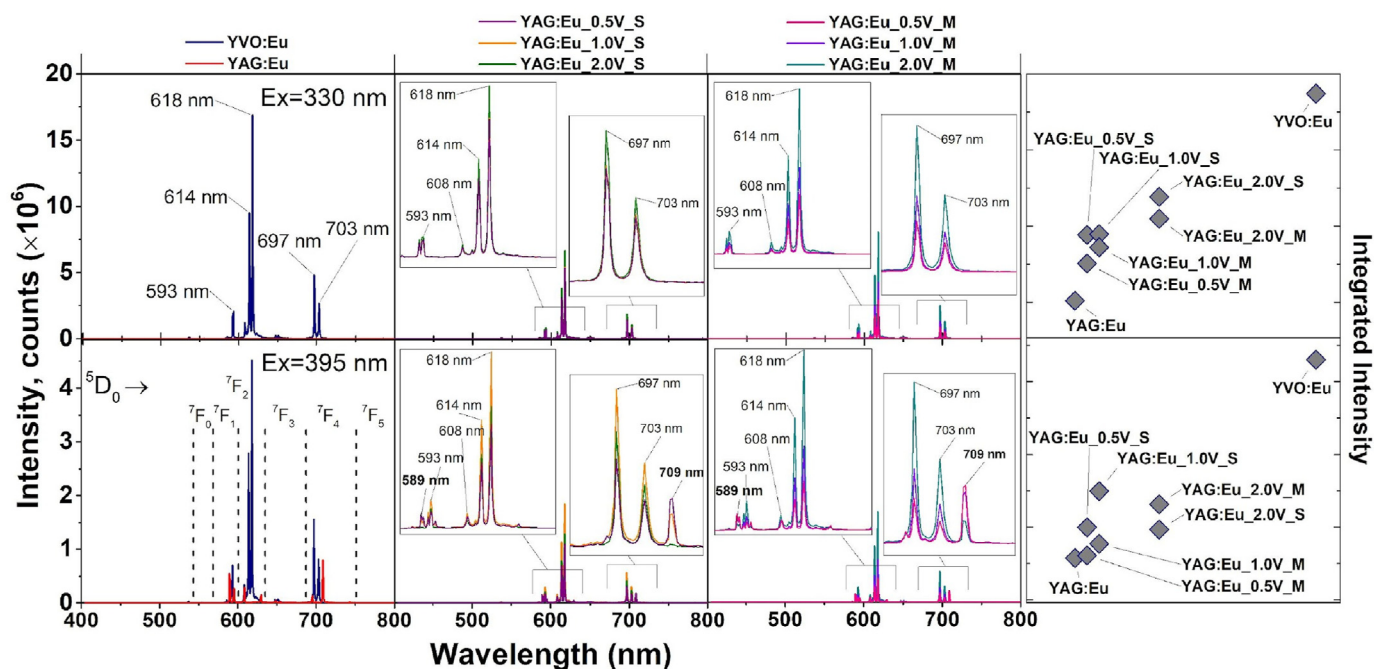 YVO:Eu
YAG:Eu
YAG:Eu_0.5V_S
YAG:Eu_1.0V_S
YAG:Eu_2.0V_S
YAG:Eu_0.5V_M
YAG:Eu_1.0V_M
YAG:Eu_2.0V_M
Intensity, counts (×10⁶)
20
15
10
5
0
Ex=330 nm
618 nm
614 nm
593 nm
697 nm
703 nm
618 nm
614 nm
608 nm
593 nm
697 nm
703 nm
618 nm
614 nm
608 nm
593 nm
697 nm
703 nm
YVO:Eu
YAG:Eu_0.5V_S
YAG:Eu_1.0V_S
YAG:Eu_2.0V_S
YAG:Eu_2.0V_M
YAG:Eu_1.0V_M
YAG:Eu_0.5V_M
YAG:Eu
4
3
2
1
0
Ex=395 nm
⁵D₀ →
⁷F₀
⁷F₁
⁷F₂
⁷F₃
⁷F₄
⁷F₅
618 nm
614 nm
608 nm
593 nm
589 nm
697 nm
703 nm
709 nm
618 nm
614 nm
608 nm
593 nm
589 nm
697 nm
703 nm
709 nm
YVO:Eu
YAG:Eu_0.5V_S
YAG:Eu_1.0V_S
YAG:Eu_2.0V_M
YAG:Eu_2.0V_S
YAG:Eu_1.0V_M
YAG:Eu_0.5V_M
YAG:Eu
Integrated Intensity
400 500 600 700 800 400 500 600 700 800 500 600 700 800
Wavelength (nm)